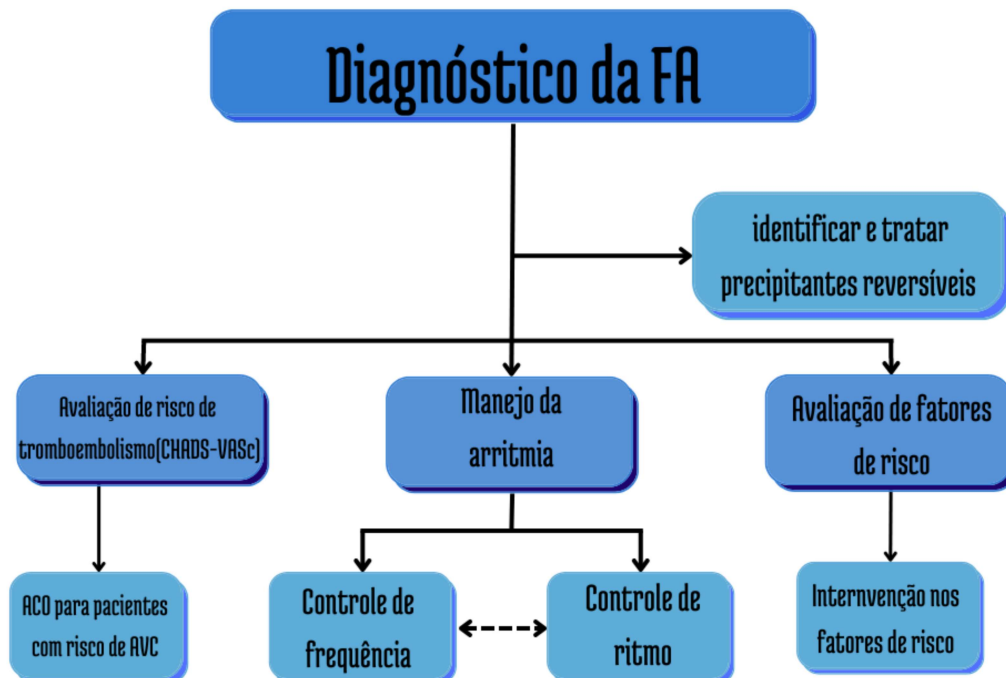 Diagnóstico da FA
identificar e tratar
precipitantes reversíveis
Avaliação de risco de
tromboembolismo(CHADS-VASc)
Manejo da
arritmia
Avaliação de fatores
de risco
ACO para pacientes
com risco de AVC
Controle de
frequência
Controle de
ritmo
Internvenção nos
fatores de risco